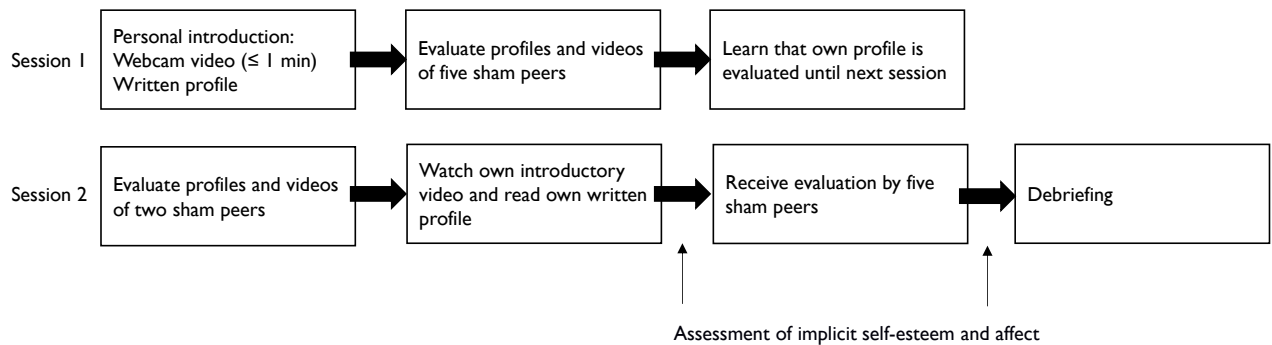 Session 1
Personal introduction:
Webcam video (≤ 1 min)
Written profile
Evaluate profiles and videos
of five sham peers
Learn that own profile is
evaluated until next session
Session 2
Evaluate profiles and videos
of two sham peers
Watch own introductory
video and read own written
profile
Receive evaluation by five
sham peers
Debriefing
Assessment of implicit self-esteem and affect